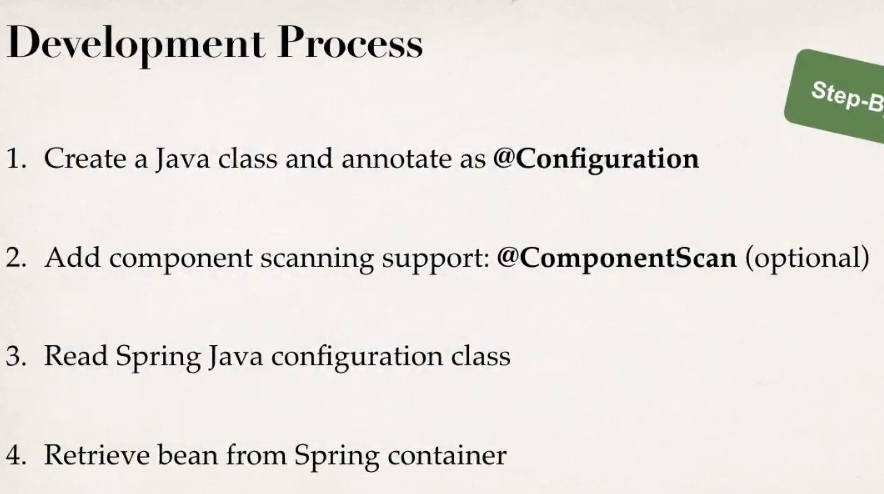 Development Process
Step-B
1. Create a Java class and annotate as @Configuration
2. Add component scanning support: @ComponentScan (optional)
3. Read Spring Java configuration class
4. Retrieve bean from Spring container